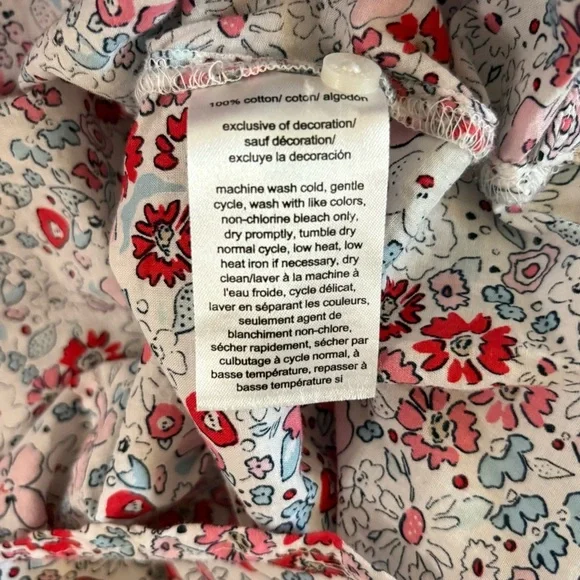 100% cotton/ coton/ algodón
exclusive of decoration/
sauf décoration/
excluye la decoración
machine wash cold, gentle
cycle, wash with like colors,
non-chlorine bleach only,
dry promptly, tumble dry
normal cycle, low heat, low
heat iron if necessary, dry
clean/laver à la machine à
l'eau froide, cycle délicat,
laver en séparant les couleurs,
seulement agent de
blanchiment non-chlore,
sécher rapidement, sécher par
culbutage à cycle normal, à
basse température, repasser à
basse température si